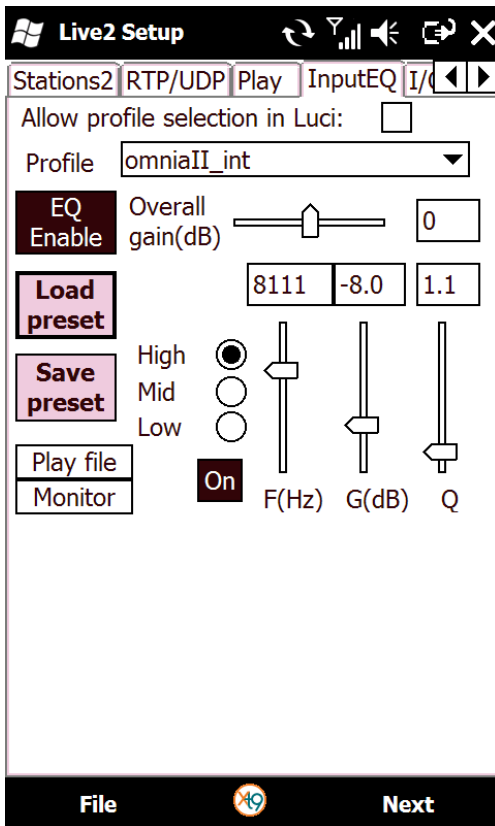 Live2 Setup
Stations2 RTP/UDP Play InputEQ
Allow profile selection in Luci:
Profile omniaII_int
EQ Enable
Overall gain(dB)
0
8111 -8.0 1.1
Load preset
High
Save preset
Mid
Low
Play file
Monitor
On
F(Hz) G(dB) Q
File
Next